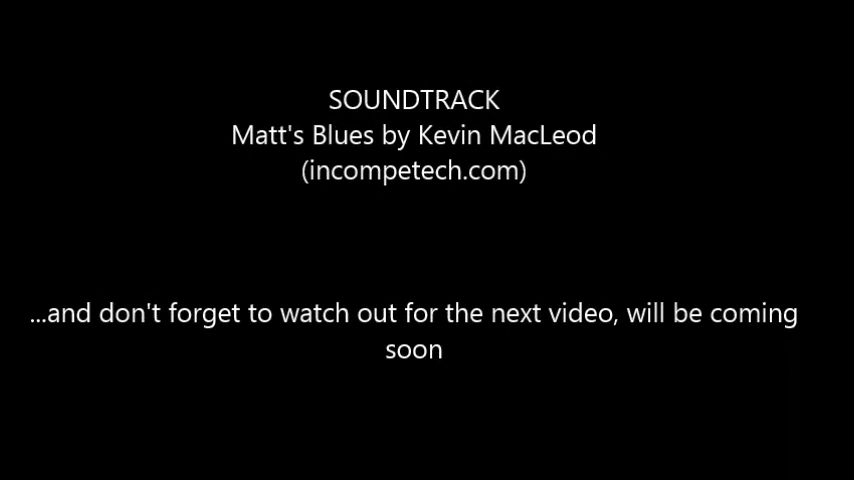 SOUNDTRACK
Matt's Blues by Kevin MacLeod
(incompetech.com)
...and don't forget to watch out for the next video, will be coming
soon